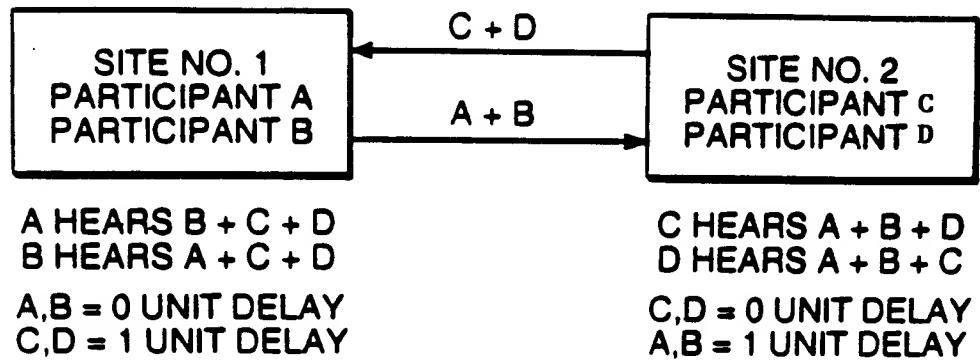 SITE NO. 1
PARTICIPANT A
PARTICIPANT B
C + D
A + B
SITE NO. 2
PARTICIPANT C
PARTICIPANT D
A HEARS B + C + D
B HEARS A + C + D
A,B = 0 UNIT DELAY
C,D = 1 UNIT DELAY
C HEARS A + B + D
D HEARS A + B + C
C,D = 0 UNIT DELAY
A,B = 1 UNIT DELAY